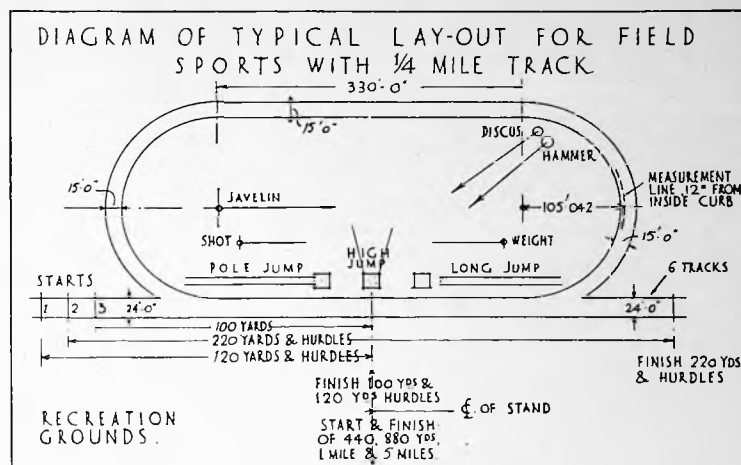 DIAGRAM OF TYPICAL LAY-OUT FOR FIELD
SPORTS WITH 1/4 MILE TRACK
330'-0"
15'0"
DISCUS
HAMMER
MEASUREMENT
LINE 12" FROM
INSIDE CURB
15'-0"
JAVELIN
105'042
15'-0"
SHOT
HIGH
JUMP
WEIGHT
POLE JUMP
LONG JUMP
6 TRACKS
STARTS
1 2 3 24'-0"
24'-0"
100 YARDS
220 YARDS & HURDLES
120 YARDS & HURDLES
FINISH 220 YDS
& HURDLES
FINISH 100 YDS &
120 YDS HURDLES
℄ OF STAND
START & FINISH
OF 440, 880 YDS,
1 MILE & 5 MILES
RECREATION
GROUNDS.